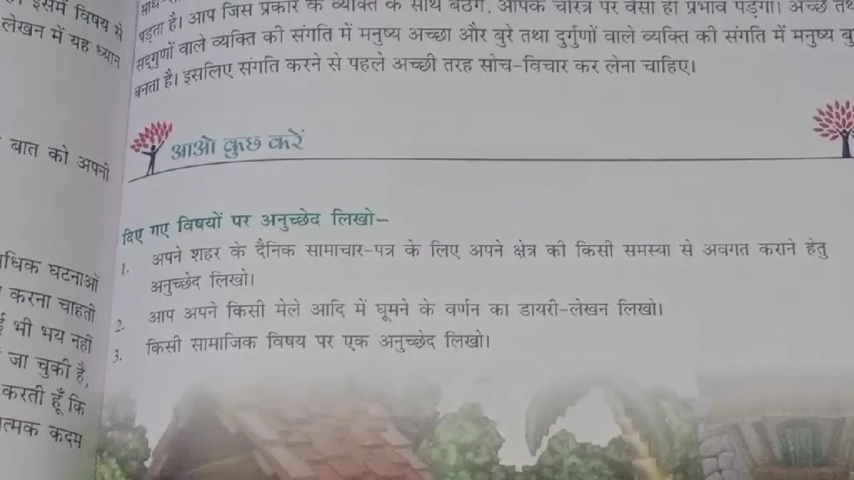 इसमें विषय से
लेखन में यह ध्यान
बात को अपनी
धिक घटनाओं
करना चाहती
भी भय नहीं
जा चुकी है,
करती हूँ कि
त्मक कदम
पड़ता है। आप जिस प्रकार के व्यक्ति के साथ बैठेंगे, आपके चरित्र पर वैसा ही प्रभाव पड़ेगा। अच्छे
सद्गुणों वाले व्यक्ति की संगति में मनुष्य अच्छा और बुरे तथा दुर्गुणों वाले व्यक्ति की संगति में मनुष्य
बनता है। इसलिए संगति करने से पहले अच्छी तरह सोच-विचार कर लेना चाहिए।
आओ कुछ करें
दिए गए विषयों पर अनुच्छेद लिखो–
1. अपने शहर के दैनिक सामाचार-पत्र के लिए अपने क्षेत्र की किसी समस्या से अवगत कराने हेतु
अनुच्छेद लिखो।
2. आप अपने किसी मेले आदि में घूमने के वर्णन का डायरी-लेखन लिखो।
3. किसी सामाजिक विषय पर एक अनुच्छेद लिखो।